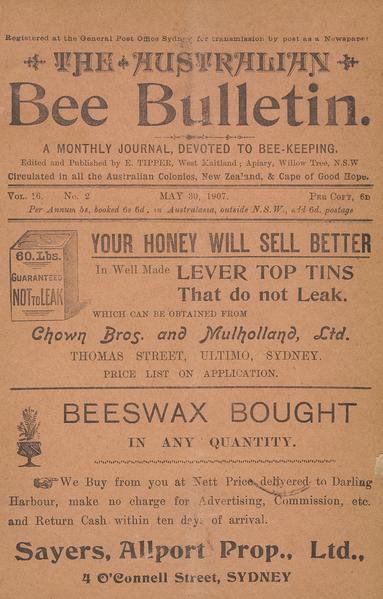 Registered at the General Post Office Sydney for transmission by post as a Newspaper
THE AUSTRALIAN
Bee Bulletin.
A MONTHLY JOURNAL, DEVOTED TO BEE-KEEPING.
Edited and Published by E. TIPPER, West Maitland; Apiary, Willow Tree, N.S.W
Circulated in all the Australian Colonies, New Zealand, & Cape of Good Hope.
VOL. 16. No. 2 MAY 30, 1907. PER COPY, 6D
Per Annum 5s, booked 6s 6d, in Australasia, outside N.S.W., add 6d. postage
60. Lbs.
GUARANTEED
NOT TO LEAK
YOUR HONEY WILL SELL BETTER
In Well Made LEVER TOP TINS
That do not Leak.
WHICH CAN BE OBTAINED FROM
Chown Bros. and Mulholland, Ltd.
THOMAS STREET, ULTIMO, SYDNEY.
PRICE LIST ON APPLICATION.
BEESWAX BOUGHT
IN ANY QUANTITY.
We Buy from you at Nett Price, delivered to Darling
Harbour, make no charge for Advertising, Commission, etc.
and Return Cash within ten days of arrival.
Sayers, Allport Prop., Ltd.,
4 O'Connell Street, SYDNEY